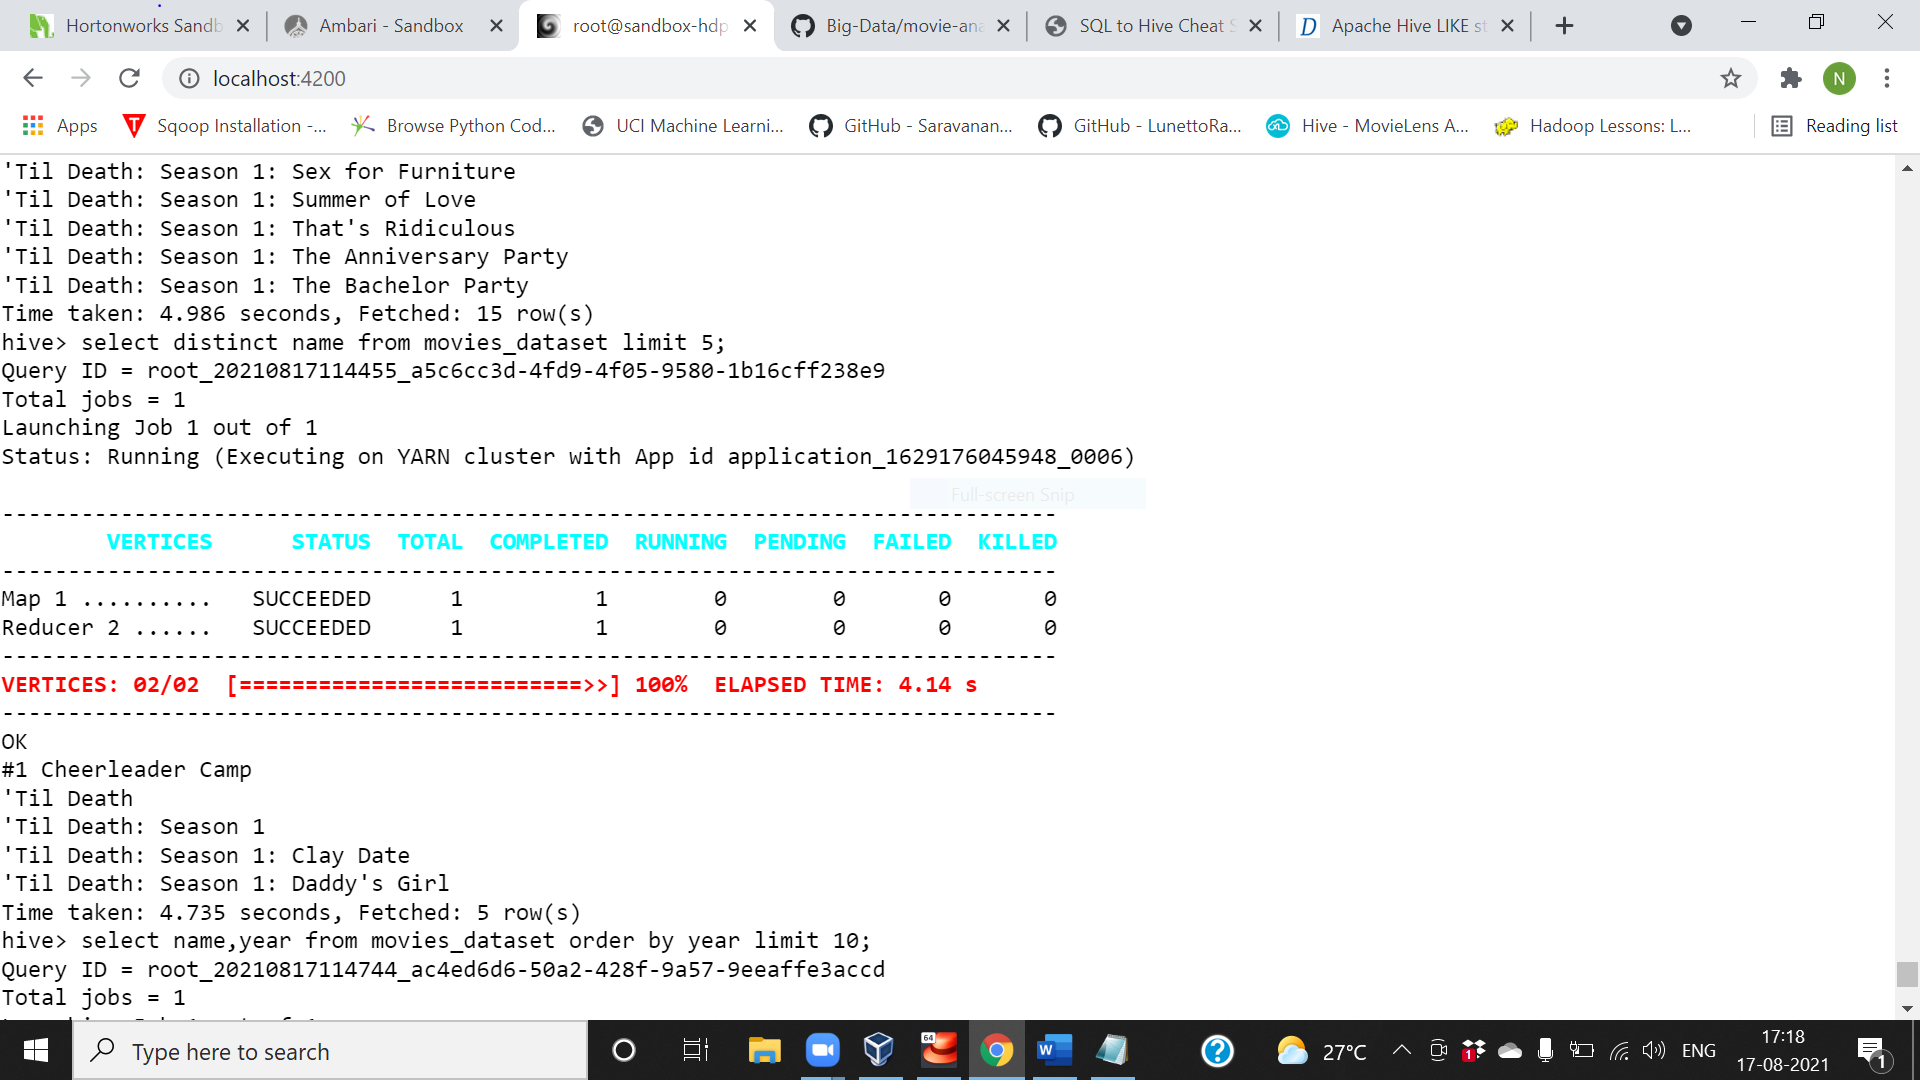 Hortonworks Sandb
Ambari - Sandbox
root@sandbox-hdp
Big-Data/movie-ana
SQL to Hive Cheat S
Apache Hive LIKE st
localhost:4200
N
Apps
Sqoop Installation -...
Browse Python Cod...
UCI Machine Learni...
GitHub - Saravanan...
GitHub - LunettoRa...
Hive - MovieLens A...
Hadoop Lessons: L...
Reading list
'Til Death: Season 1: Sex for Furniture
'Til Death: Season 1: Summer of Love
'Til Death: Season 1: That's Ridiculous
'Til Death: Season 1: The Anniversary Party
'Til Death: Season 1: The Bachelor Party
Time taken: 4.986 seconds, Fetched: 15 row(s)
hive> select distinct name from movies_dataset limit 5;
Query ID = root_20210817114455_a5c6cc3d-4fd9-4f05-9580-1b16cff238e9
Total jobs = 1
Launching Job 1 out of 1
Status: Running (Executing on YARN cluster with App id application_1629176045948_0006)
Full-screen Snip
--------------------------------------------------------------------------------
VERTICES STATUS TOTAL COMPLETED RUNNING PENDING FAILED KILLED
--------------------------------------------------------------------------------
Map 1 .......... SUCCEEDED 1 1 0 0 0 0
Reducer 2 ...... SUCCEEDED 1 1 0 0 0 0
--------------------------------------------------------------------------------
VERTICES: 02/02 [==========================>>] 100% ELAPSED TIME: 4.14 s
--------------------------------------------------------------------------------
OK
#1 Cheerleader Camp
'Til Death
'Til Death: Season 1
'Til Death: Season 1: Clay Date
'Til Death: Season 1: Daddy's Girl
Time taken: 4.735 seconds, Fetched: 5 row(s)
hive> select name,year from movies_dataset order by year limit 10;
Query ID = root_20210817114744_ac4ed6d6-50a2-428f-9a57-9eeaffe3accd
Total jobs = 1
Type here to search
64
W
27°C
1
ENG
17:18
17-08-2021
1